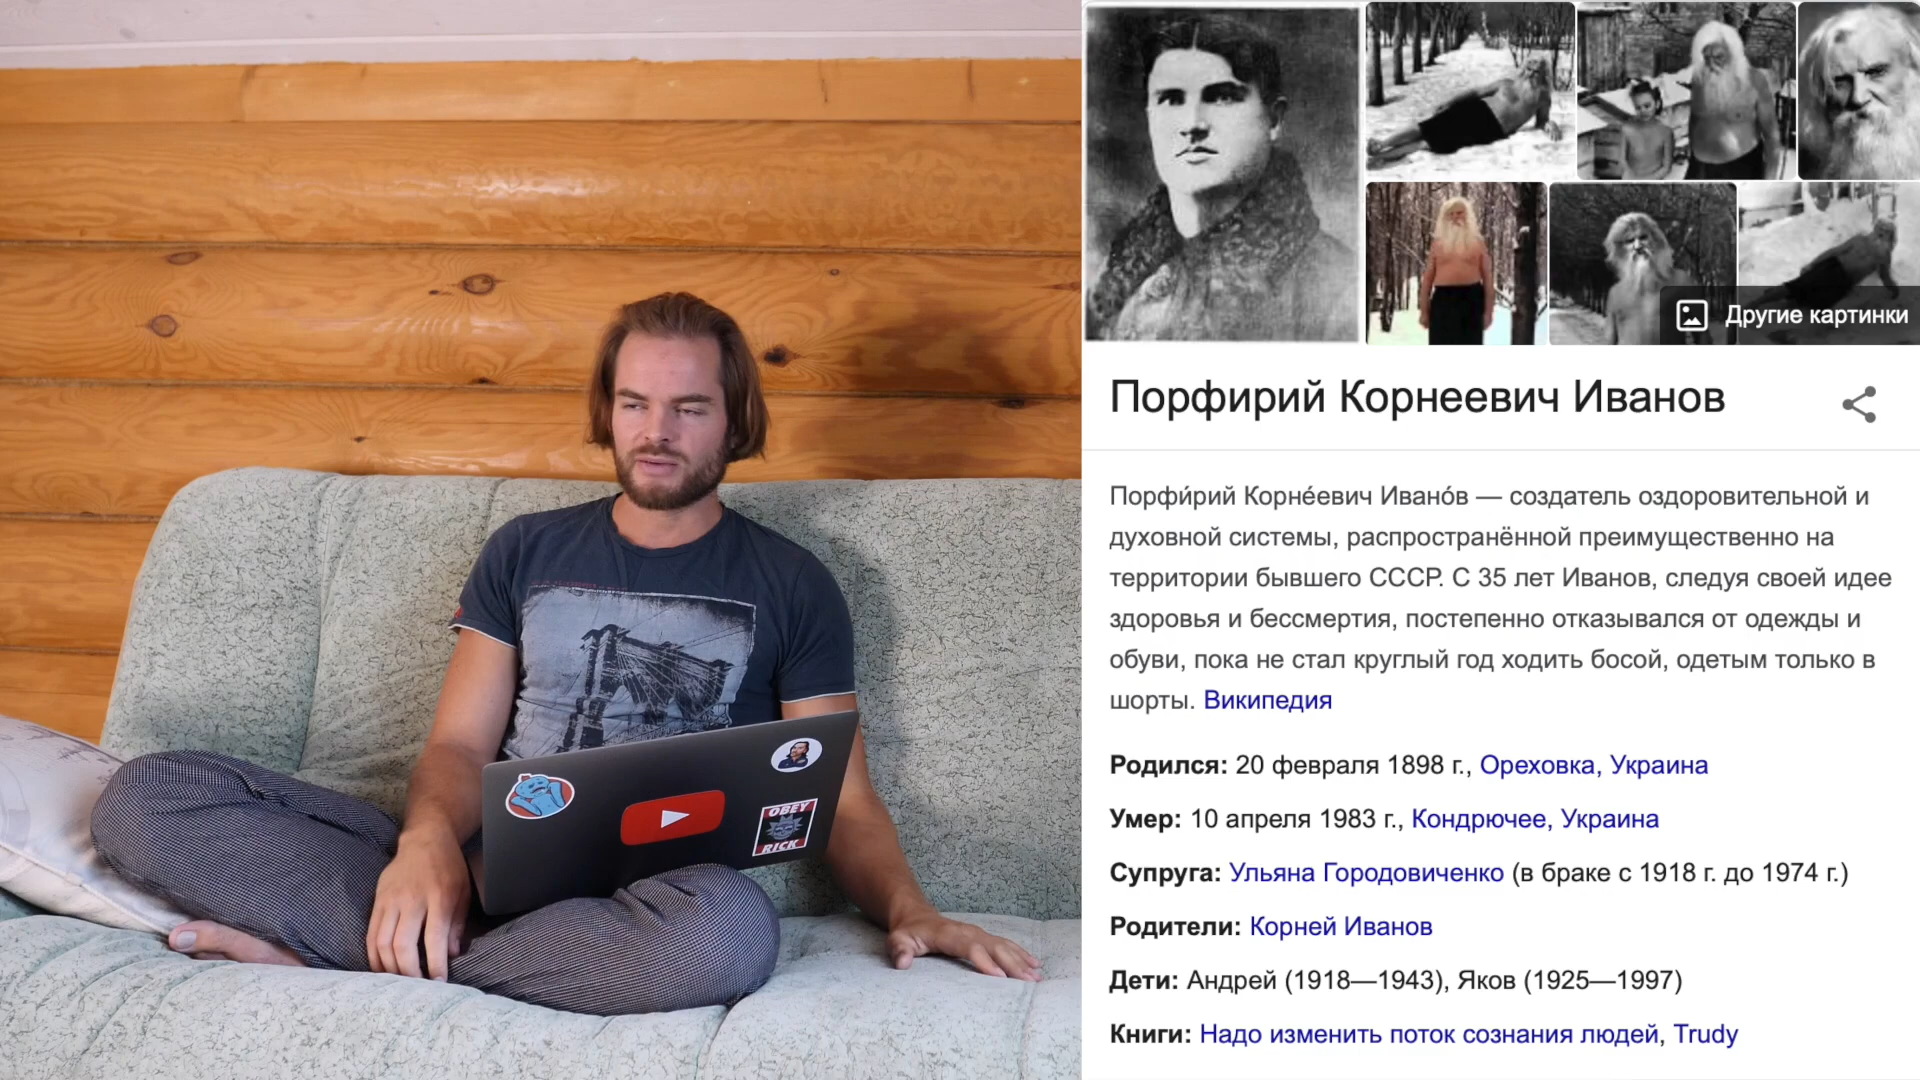 OBEY
RICK
Другие картинки
Порфирий Корнеевич Иванов
Порфи́рий Корне́евич Ивано́в — создатель оздоровительной и
духовной системы, распространённой преимущественно на
территории бывшего СССР. С 35 лет Иванов, следуя своей идее
здоровья и бессмертия, постепенно отказывался от одежды и
обуви, пока не стал круглый год ходить босой, одетым только в
шорты. Википедия
Родился: 20 февраля 1898 г., Ореховка, Украина
Умер: 10 апреля 1983 г., Кондрючее, Украина
Супруга: Ульяна Городовиченко (в браке с 1918 г. до 1974 г.)
Родители: Корней Иванов
Дети: Андрей (1918—1943), Яков (1925—1997)
Книги: Надо изменить поток сознания людей, Trudy